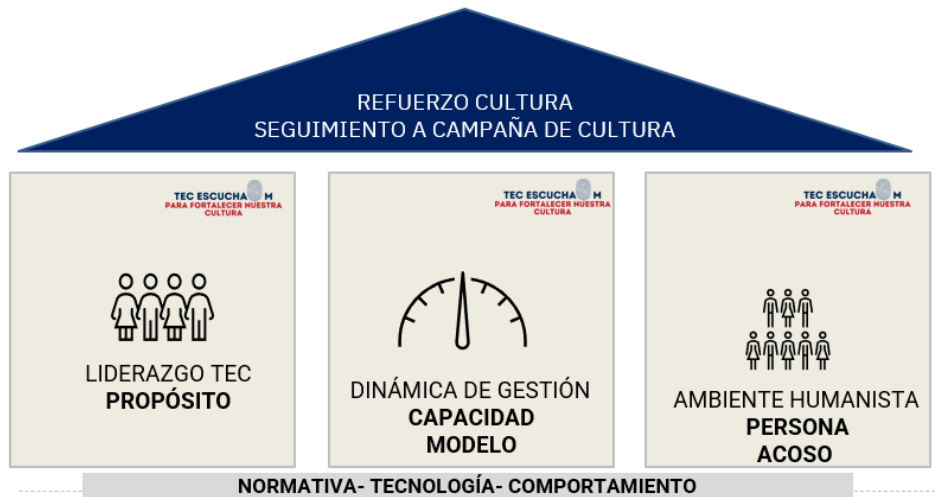 REFUERZO CULTURA
SEGUIMIENTO A CAMPAÑA DE CULTURA
TEC ESCUCHA M
PARA FORTALECER NUESTRA
CULTURA
LIDERAZGO TEC
PROPÓSITO
TEC ESCUCHA M
PARA FORTALECER NUESTRA
CULTURA
DINÁMICA DE GESTIÓN
CAPACIDAD
MODELO
TEC ESCUCHA M
PARA FORTALECER NUESTRA
CULTURA
AMBIENTE HUMANISTA
PERSONA
ACOSO
NORMATIVA- TECNOLOGÍA- COMPORTAMIENTO